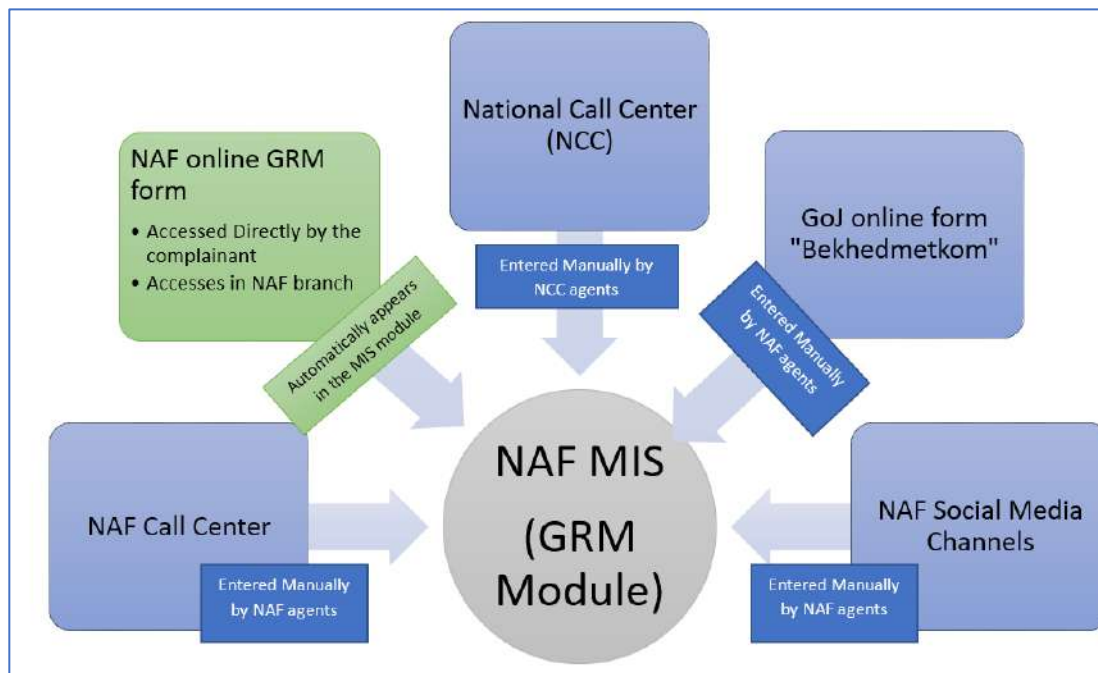 National Call Center
(NCC)
Entered Manually by
NCC agents
NAF online GRM
form
• Accessed Directly by the
complainant
• Accesses in NAF branch
Automatically appears
in the MIS module
GoJ online form
"Bekhedmetkom"
Entered Manually
by NAF agents
NAF Call Center
Entered Manually
by NAF agents
NAF MIS
(GRM
Module)
NAF Social Media
Channels
Entered Manually
by NAF agents